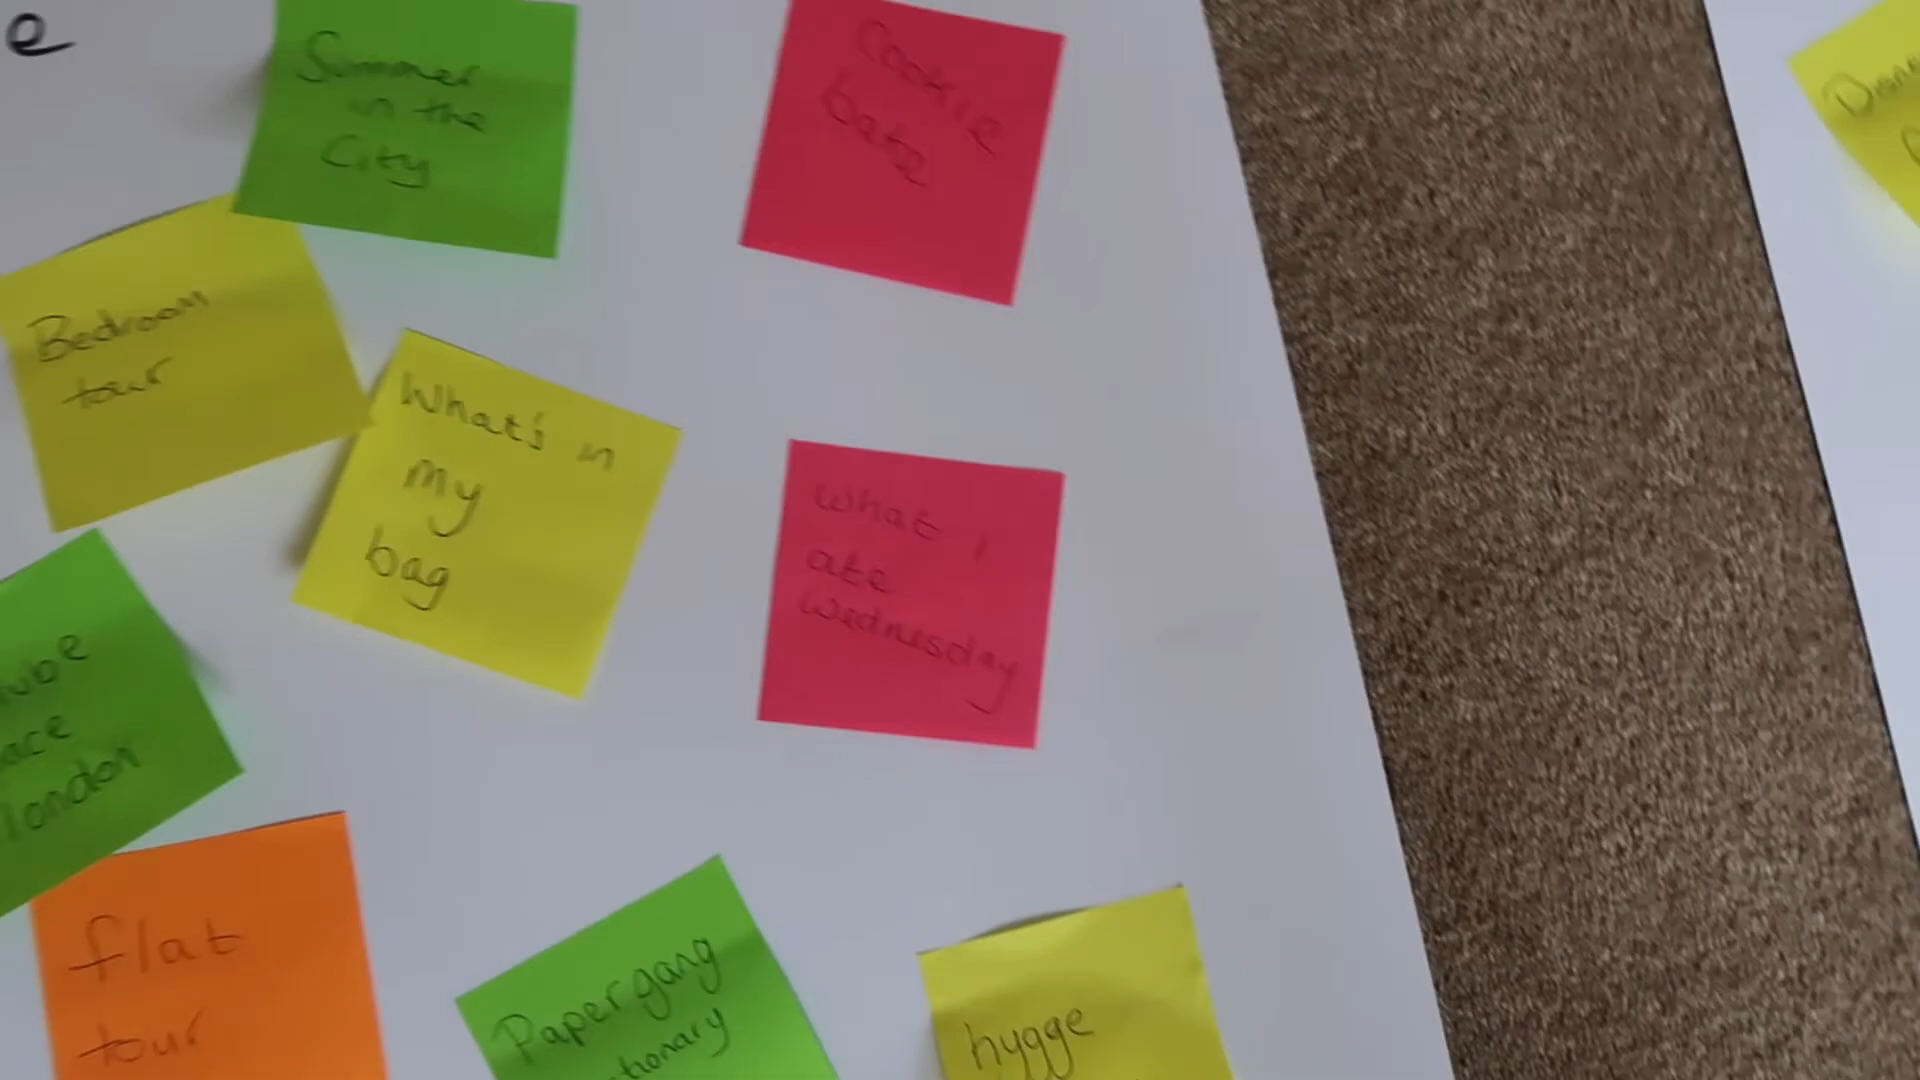 e
Summer
in the
City
Cookie
bate
Bedroom
tour
What's in
my
bag
what I
ate
wednesday
london
flat
tour
Papergang
hygge